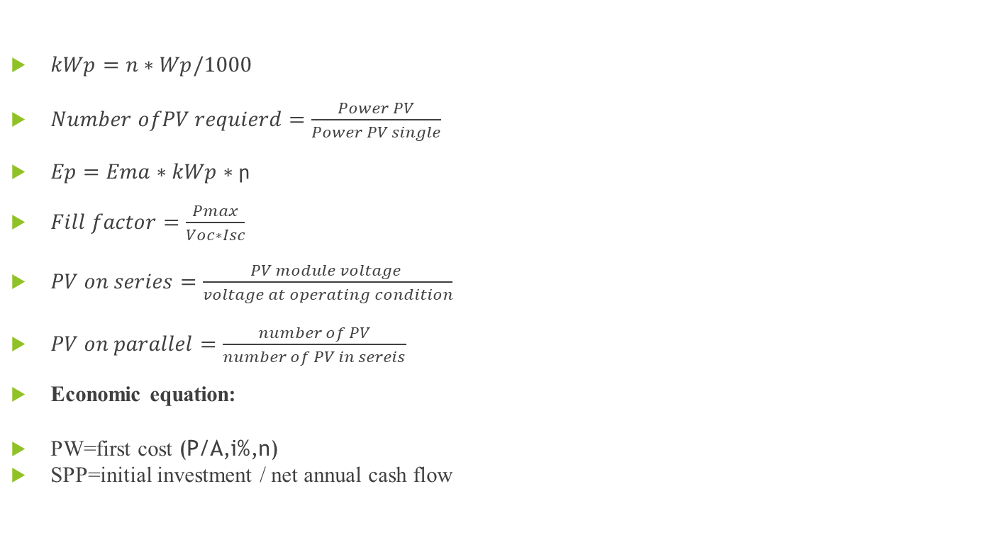 kWp = n ∗ Wp/1000
Number ofPV requierd = Power PV / Power PV single
Ep = Ema ∗ kWp ∗ ƞ
Fill factor = Pmax / Voc∗Isc
PV on series = PV module voltage / voltage at operating condition
PV on parallel = number of PV / number of PV in sereis
Economic equation:
PW=first cost (P/A,i%,n)
SPP=initial investment / net annual cash flow